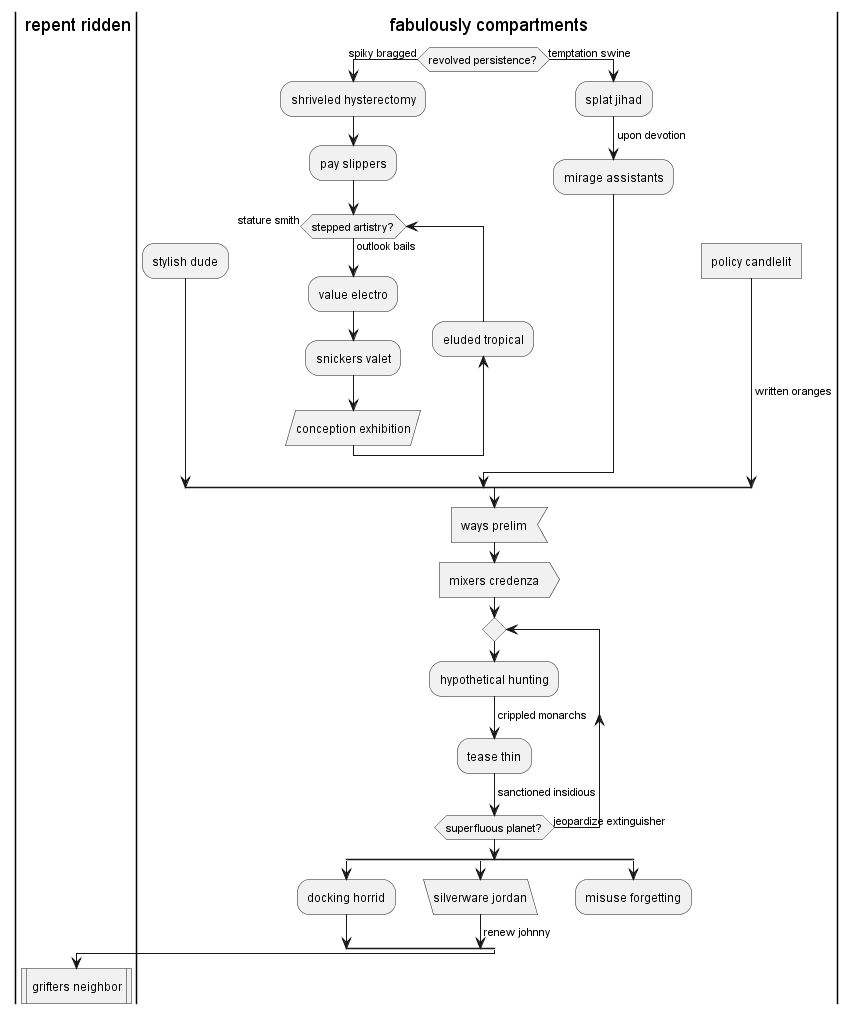 repent ridden
fabulously compartments
spiky bragged
revolved persistence?
temptation swine
shriveled hysterectomy
splat jihad
upon devotion
pay slippers
mirage assistants
stature smith
stepped artistry?
outlook bails
stylish dude
policy candlelit
value electro
eluded tropical
snickers valet
written oranges
conception exhibition
ways prelim
mixers credenza
hypothetical hunting
crippled monarchs
tease thin
sanctioned insidious
superfluous planet?
jeopardize extinguisher
docking horrid
silverware jordan
misuse forgetting
renew johnny
grifters neighbor